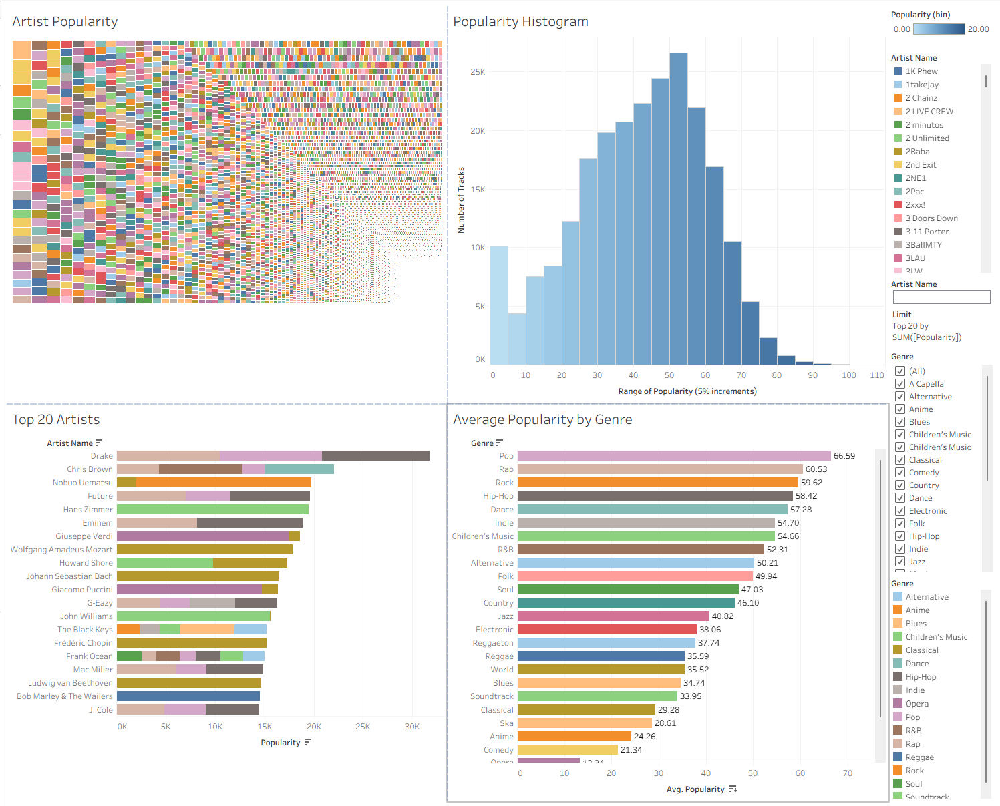 Artist Popularity
Popularity Histogram
25K
20K
15K
10K
5K
0K
Number of Tracks
0 10 20 30 40 50 60 70 80 90 100 110
Range of Popularity (5% increments)
Popularity (bin)
0.00 20.00
Artist Name
1K Phew
1takejay
2 Chainz
2 LIVE CREW
2 minutos
2 Unlimited
2Baba
2nd Exit
2NE1
2Pac
2xxx!
3 Doors Down
3-11 Porter
3BallMTY
3LAU
3LW
Artist Name
Limit
Top 20 by
SUM([Popularity])
Genre
(All)
A Capella
Alternative
Anime
Blues
Children's Music
Children's Music
Classical
Comedy
Country
Dance
Electronic
Folk
Hip-Hop
Indie
Jazz
Top 20 Artists
Artist Name
Drake
Chris Brown
Nobuo Uematsu
Future
Hans Zimmer
Eminem
Giuseppe Verdi
Wolfgang Amadeus Mozart
Howard Shore
Johann Sebastian Bach
Giacomo Puccini
G-Eazy
John Williams
The Black Keys
Frédéric Chopin
Frank Ocean
Mac Miller
Ludwig van Beethoven
Bob Marley & The Wailers
J. Cole
0K 5K 10K 15K 20K 25K 30K
Popularity
Average Popularity by Genre
Genre
Pop 66.59
Rap 60.53
Rock 59.62
Hip-Hop 58.42
Dance 57.28
Indie 54.70
Children's Music 54.66
R&B 52.31
Alternative 50.21
Folk 49.94
Soul 47.03
Country 46.10
Jazz 40.82
Electronic 38.06
Reggaeton 37.74
Reggae 35.59
World 35.52
Blues 34.74
Soundtrack 33.95
Classical 29.28
Ska 28.61
Anime 24.26
Comedy 21.34
Opera
0 10 20 30 40 50 60 70
Avg. Popularity
Genre
Alternative
Anime
Blues
Children's Music
Classical
Dance
Hip-Hop
Indie
Opera
Pop
R&B
Rap
Reggae
Rock
Soul
Soundtrack